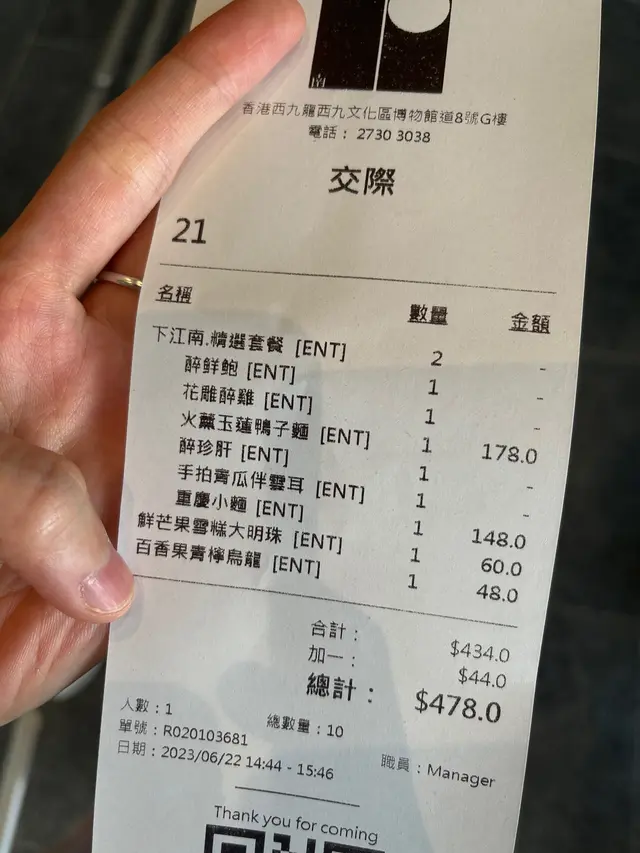 南
香港西九龍西九文化區博物館道8號G樓
電話： 2730 3038
交際
21
名稱 數量 金額
下江南.精選套餐 [ENT] 2 -
醉鮮鮑 [ENT] 1 -
花雕醉雞 [ENT] 1 -
火薰玉蓮鴨子麵 [ENT] 1 178.0
醉珍肝 [ENT] 1 -
手拍青瓜伴雲耳 [ENT] 1 -
重慶小麵 [ENT] 1 148.0
鮮芒果雪糕大明珠 [ENT] 1 60.0
百香果青檸烏龍 [ENT] 1 48.0
合計： $434.0
加一： $44.0
總計： $478.0
人數：1 總數量：10
單號：R020103681 職員：Manager
日期：2023/06/22 14:44 - 15:46
Thank you for coming